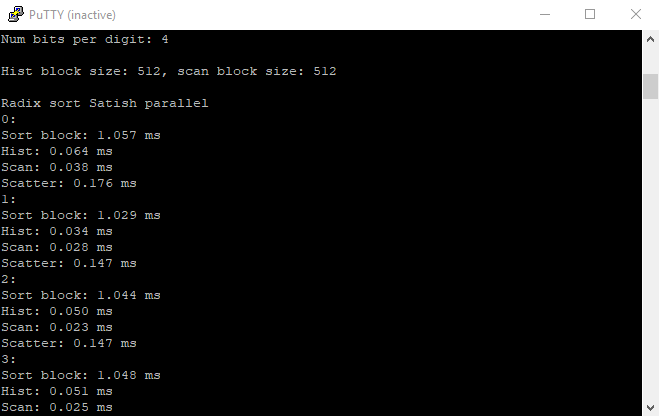 PuTTY (inactive)
Num bits per digit: 4
Hist block size: 512, scan block size: 512
Radix sort Satish parallel
0:
Sort block: 1.057 ms
Hist: 0.064 ms
Scan: 0.038 ms
Scatter: 0.176 ms
1:
Sort block: 1.029 ms
Hist: 0.034 ms
Scan: 0.028 ms
Scatter: 0.147 ms
2:
Sort block: 1.044 ms
Hist: 0.050 ms
Scan: 0.023 ms
Scatter: 0.147 ms
3:
Sort block: 1.048 ms
Hist: 0.051 ms
Scan: 0.025 ms